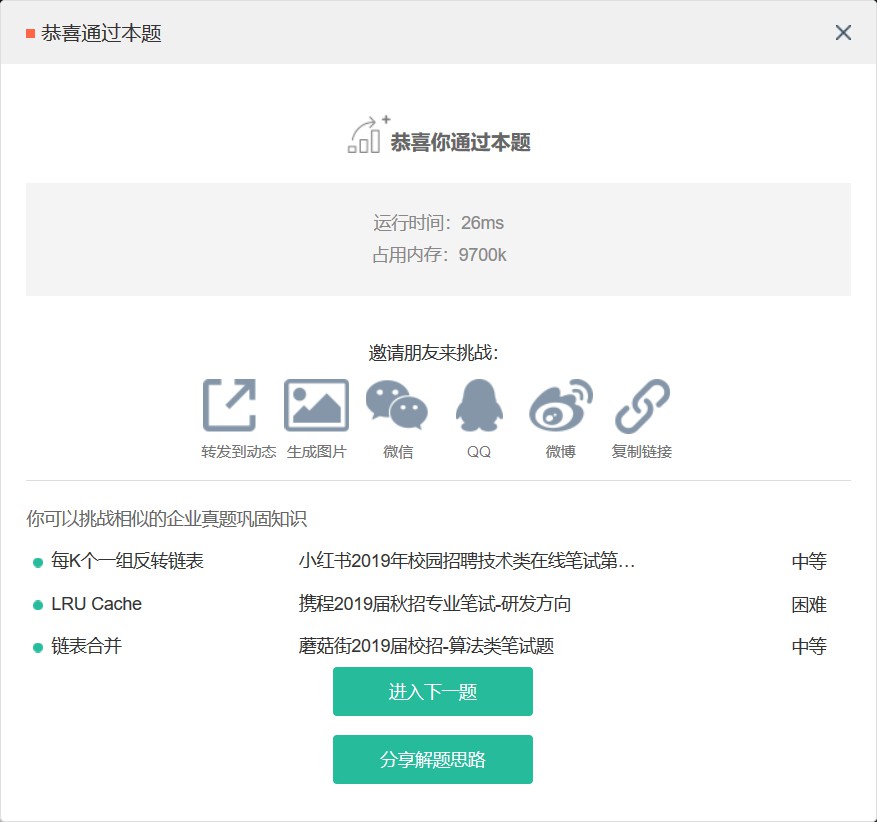 恭喜通过本题
恭喜你通过本题
运行时间：26ms
占用内存：9700k
邀请朋友来挑战：
转发到动态 生成图片 微信 QQ 微博 复制链接
你可以挑战相似的企业真题巩固知识
每K个一组反转链表 小红书2019年校园招聘技术类在线笔试第… 中等
LRU Cache 携程2019届秋招专业笔试-研发方向 困难
链表合并 蘑菇街2019届校招-算法类笔试题 中等
进入下一题
分享解题思路